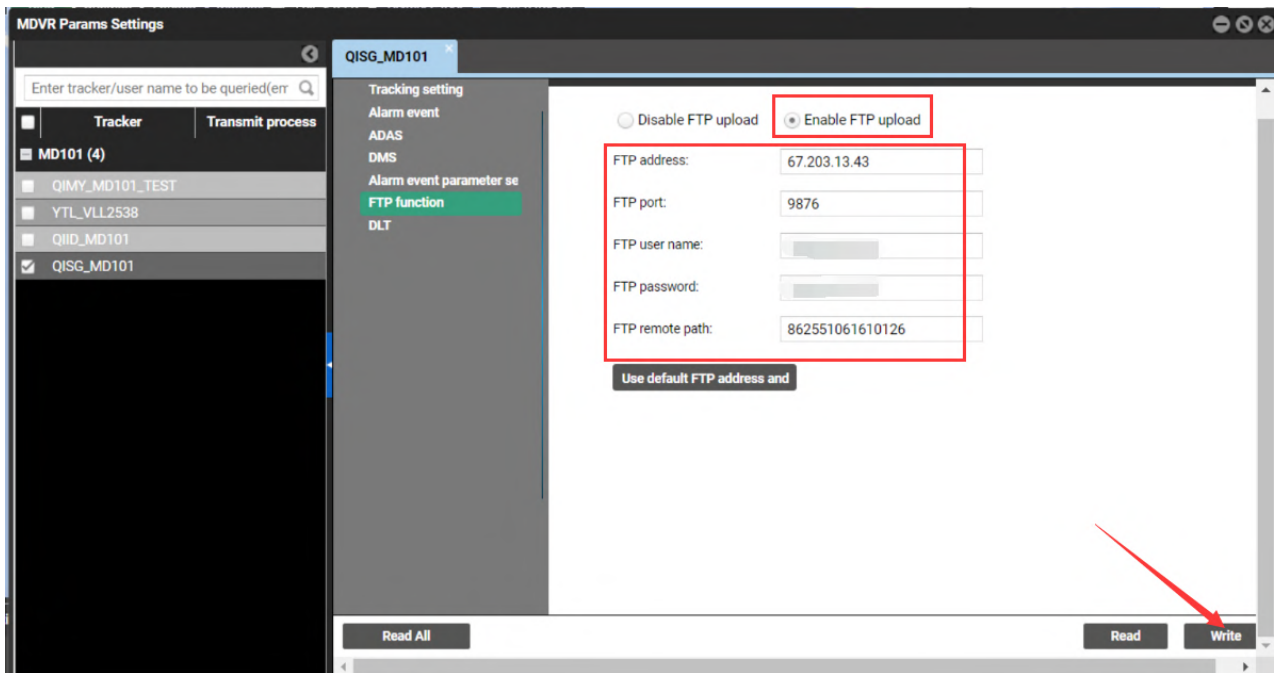 MDVR Params Settings
Enter tracker/user name to be queried(err
Tracker Transmit process
MD101 (4)
QIMY_MD101_TEST
YTL_VLL2538
QIID_MD101
QISG_MD101
QISG_MD101
Tracking setting
Alarm event
ADAS
DMS
Alarm event parameter se
FTP function
DLT
Disable FTP upload Enable FTP upload
FTP address: 67.203.13.43
FTP port: 9876
FTP user name:
FTP password:
FTP remote path: 862551061610126
Use default FTP address and
Read All Read Write